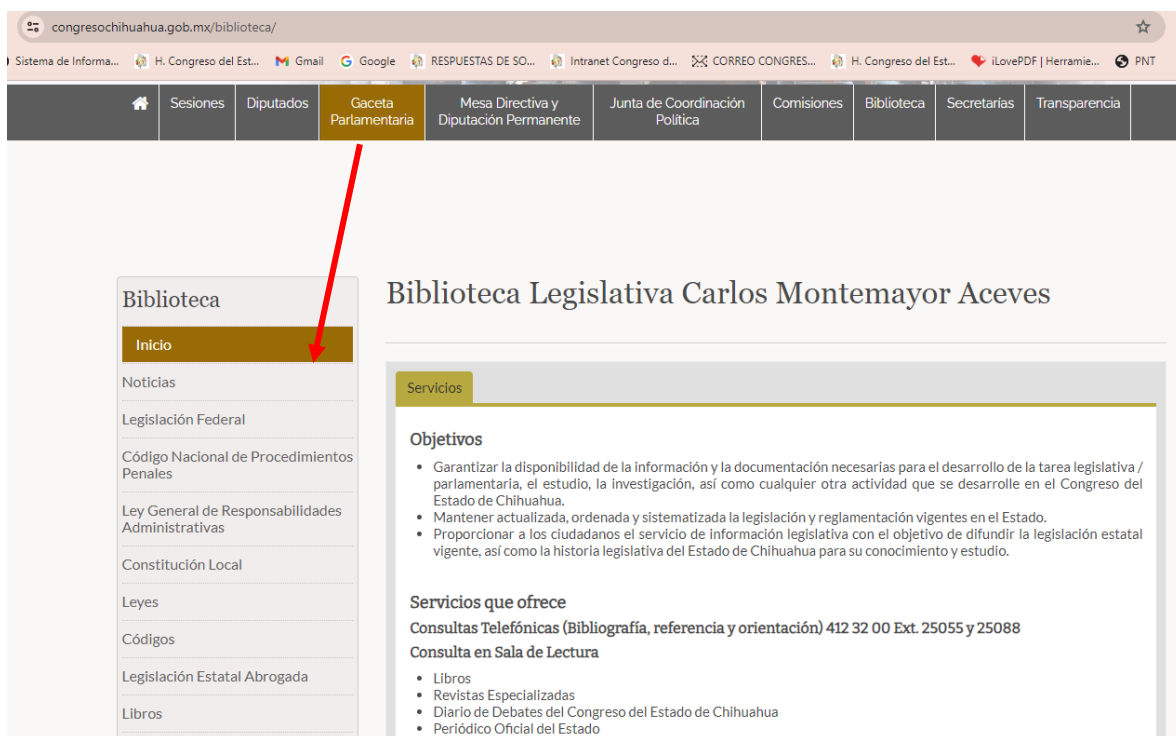 congresochihuahua.gob.mx/biblioteca/
Sistema de Informa... H. Congreso del Est... Gmail Google RESPUESTAS DE SO... Intranet Congreso d... CORREO CONGRES... H. Congreso del Est... iLovePDF | Herramie... PNT
Sesiones Diputados Gaceta Parlamentaria Mesa Directiva y Diputación Permanente Junta de Coordinación Política Comisiones Biblioteca Secretarías Transparencia
Biblioteca
Inicio
Noticias
Legislación Federal
Código Nacional de Procedimientos
Penales
Ley General de Responsabilidades
Administrativas
Constitución Local
Leyes
Códigos
Legislación Estatal Abrogada
Libros
Biblioteca Legislativa Carlos Montemayor Aceves
Servicios
Objetivos
• Garantizar la disponibilidad de la información y la documentación necesarias para el desarrollo de la tarea legislativa /
parlamentaria, el estudio, la investigación, así como cualquier otra actividad que se desarrolle en el Congreso del
Estado de Chihuahua.
• Mantener actualizada, ordenada y sistematizada la legislación y reglamentación vigentes en el Estado.
• Proporcionar a los ciudadanos el servicio de información legislativa con el objetivo de difundir la legislación estatal
vigente, así como la historia legislativa del Estado de Chihuahua para su conocimiento y estudio.
Servicios que ofrece
Consultas Telefónicas (Bibliografía, referencia y orientación) 412 32 00 Ext. 25055 y 25088
Consulta en Sala de Lectura
• Libros
• Revistas Especializadas
• Diario de Debates del Congreso del Estado de Chihuahua
• Periódico Oficial del Estado